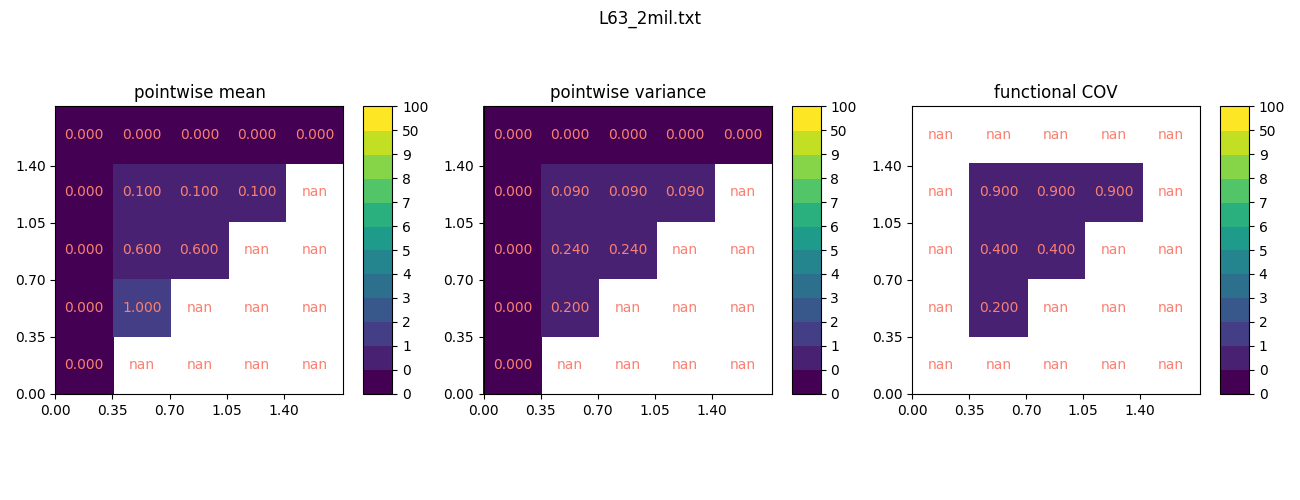 L63_2mil.txt
pointwise mean
0.000 0.000 0.000 0.000 0.000
1.40
0.000 0.100 0.100 0.100 nan
1.05
0.000 0.600 0.600 nan nan
0.70
0.000 1.000 nan nan nan
0.35
0.000 nan nan nan nan
0.00
0.00 0.35 0.70 1.05 1.40
100
50
9
8
7
6
5
4
3
2
1
0
0
pointwise variance
0.000 0.000 0.000 0.000 0.000
1.40
0.000 0.090 0.090 0.090 nan
1.05
0.000 0.240 0.240 nan nan
0.70
0.000 0.200 nan nan nan
0.35
0.000 nan nan nan nan
0.00
0.00 0.35 0.70 1.05 1.40
100
50
9
8
7
6
5
4
3
2
1
0
0
functional COV
nan nan nan nan nan
1.40
nan 0.900 0.900 0.900 nan
1.05
nan 0.400 0.400 nan nan
0.70
nan 0.200 nan nan nan
0.35
nan nan nan nan nan
0.00
0.00 0.35 0.70 1.05 1.40
100
50
9
8
7
6
5
4
3
2
1
0
0